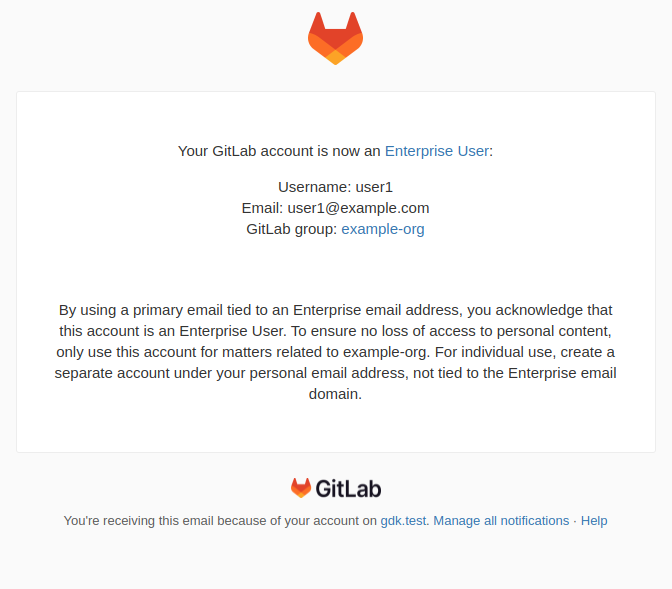 Your GitLab account is now an Enterprise User:
Username: user1
Email: user1@example.com
GitLab group: example-org
By using a primary email tied to an Enterprise email address, you acknowledge that
this account is an Enterprise User. To ensure no loss of access to personal content,
only use this account for matters related to example-org. For individual use, create a
separate account under your personal email address, not tied to the Enterprise email
domain.
GitLab
You're receiving this email because of your account on gdk.test. Manage all notifications · Help